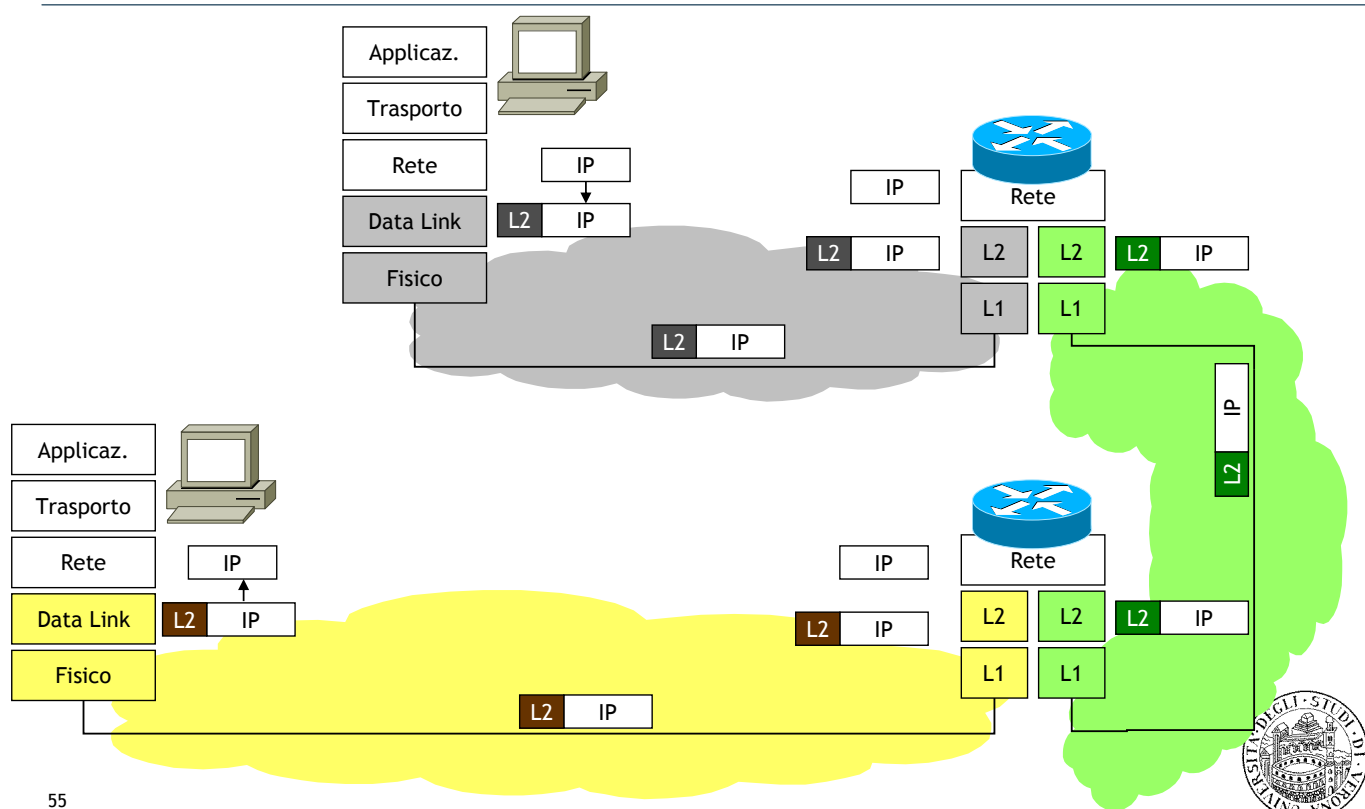 Applicaz.
Trasporto
Rete
Data Link
Fisico
IP
L2 IP
L2 IP
IP
L2 IP
Rete
L2 L2
L1 L1
L2 IP
L2 IP
Applicaz.
Trasporto
Rete
Data Link
Fisico
IP
L2 IP
L2 IP
IP
L2 IP
Rete
L2 L2
L1 L1
L2 IP
55